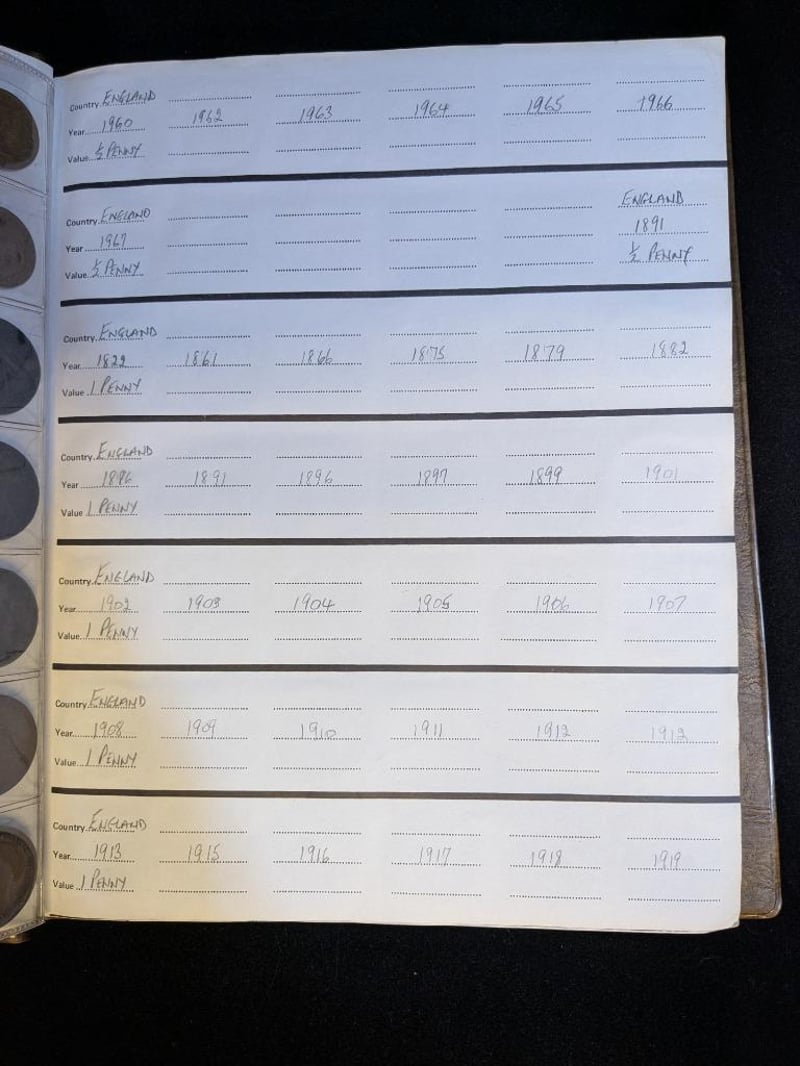 Country ENGLAND
Year 1960 1962 1963 1964 1965 1966
Value ½ PENNY
Country ENGLAND ENGLAND
Year 1967 1891
Value ½ PENNY ½ PENNY
Country ENGLAND
Year 1822 1861 1866 1875 1879 1882
Value 1 PENNY
Country ENGLAND
Year 1891 1896 1897 1899 1901
Value 1 PENNY
Country ENGLAND
Year 1902 1903 1904 1905 1906 1907
Value 1 PENNY
Country ENGLAND
Year 1908 1909 1910 1911 1912 1912
Value 1 PENNY
Country ENGLAND
Year 1913 1915 1916 1917 1918 1919
Value 1 PENNY